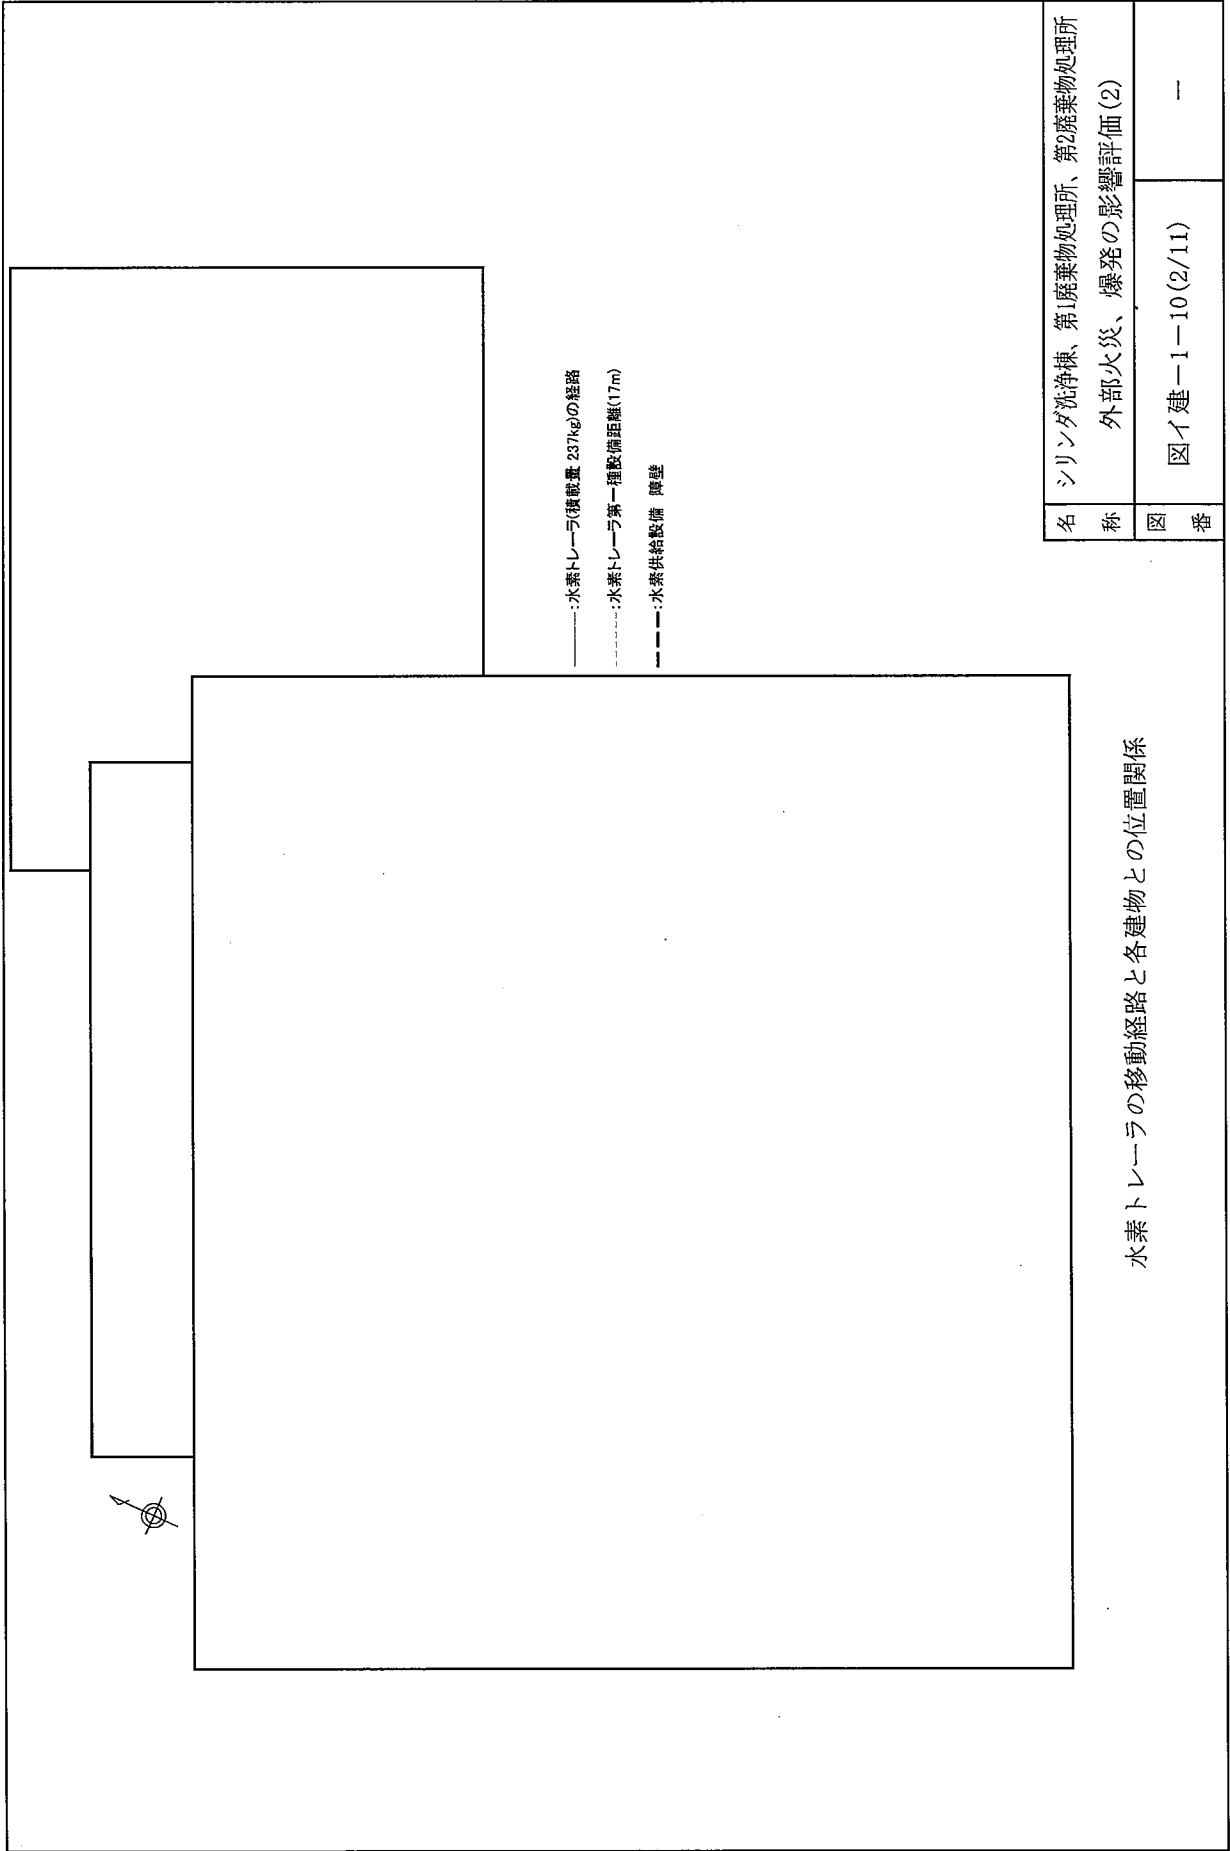 :水素トレーラ(積載量 237kg)の経路
:水素トレーラ第一種設備距離(17m)
:水素供給設備 障壁
水素トレーラの移動経路と各建物との位置関係
名称
シリンダ洗浄棟、第1廃棄物処理所、第2廃棄物処理所
外部火災、爆発の影響評価(2)
図番
図イ建－1－10(2/11)
－